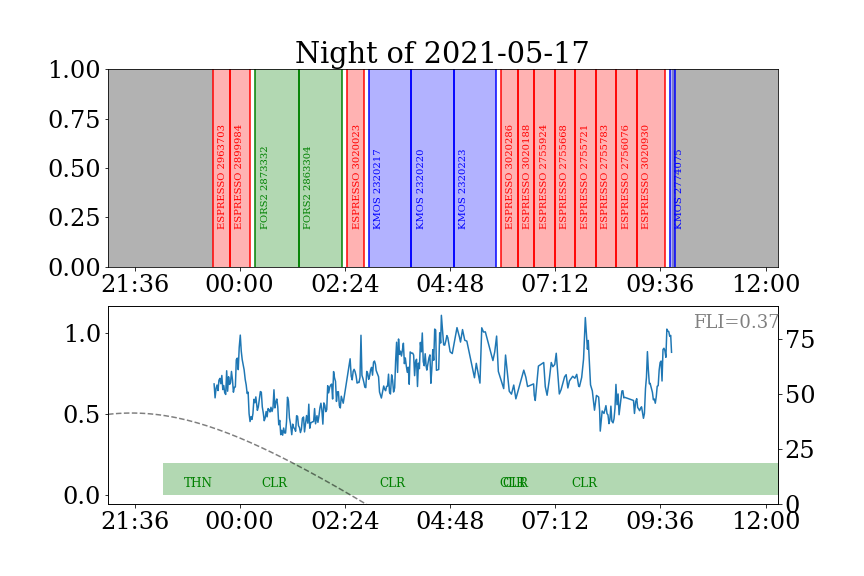 Night of 2021-05-17
1.00
0.75
0.50
0.25
0.00
ESPRESSO 2963703
ESPRESSO 2899984
FORS2 2873332
FORS2 2863304
ESPRESSO 3020023
KMOS 2320217
KMOS 2320220
KMOS 2320223
ESPRESSO 3020286
ESPRESSO 3020188
ESPRESSO 2755924
ESPRESSO 2755668
ESPRESSO 2755721
ESPRESSO 2755783
ESPRESSO 2756076
ESPRESSO 3020930
KMOS 2774075
21:36 00:00 02:24 04:48 07:12 09:36 12:00
FLI=0.37
1.0
0.5
0.0
75
50
25
0
THN CLR CLR CLR CLR CLR
21:36 00:00 02:24 04:48 07:12 09:36 12:00